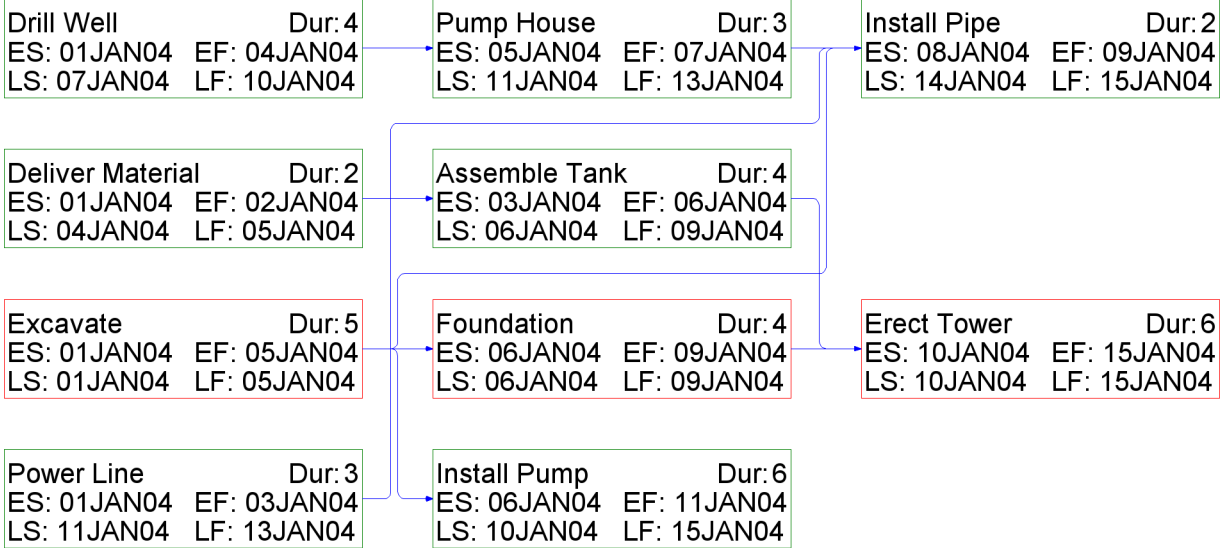 Drill Well Dur: 4
ES: 01JAN04 EF: 04JAN04
LS: 07JAN04 LF: 10JAN04
Pump House Dur: 3
ES: 05JAN04 EF: 07JAN04
LS: 11JAN04 LF: 13JAN04
Install Pipe Dur: 2
ES: 08JAN04 EF: 09JAN04
LS: 14JAN04 LF: 15JAN04
Deliver Material Dur: 2
ES: 01JAN04 EF: 02JAN04
LS: 04JAN04 LF: 05JAN04
Assemble Tank Dur: 4
ES: 03JAN04 EF: 06JAN04
LS: 06JAN04 LF: 09JAN04
Excavate Dur: 5
ES: 01JAN04 EF: 05JAN04
LS: 01JAN04 LF: 05JAN04
Foundation Dur: 4
ES: 06JAN04 EF: 09JAN04
LS: 06JAN04 LF: 09JAN04
Erect Tower Dur: 6
ES: 10JAN04 EF: 15JAN04
LS: 10JAN04 LF: 15JAN04
Power Line Dur: 3
ES: 01JAN04 EF: 03JAN04
LS: 11JAN04 LF: 13JAN04
Install Pump Dur: 6
ES: 06JAN04 EF: 11JAN04
LS: 10JAN04 LF: 15JAN04